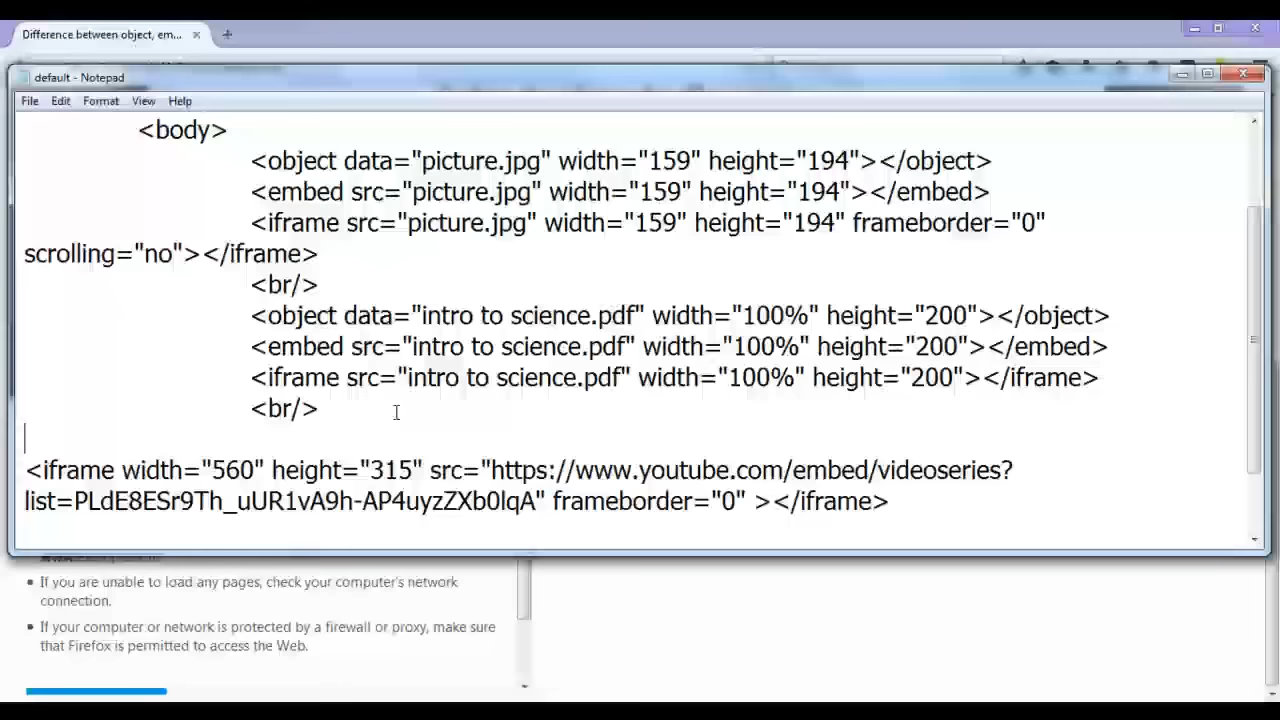 Difference between object, em...
default - Notepad
File Edit Format View Help
<body>
<object data="picture.jpg" width="159" height="194"></object>
<embed src="picture.jpg" width="159" height="194"></embed>
<iframe src="picture.jpg" width="159" height="194" frameborder="0"
scrolling="no"></iframe>
<br/>
<object data="intro to science.pdf" width="100%" height="200"></object>
<embed src="intro to science.pdf" width="100%" height="200"></embed>
<iframe src="intro to science.pdf" width="100%" height="200"></iframe>
<br/>
<iframe width="560" height="315" src="https://www.youtube.com/embed/videoseries?
list=PLdE8ESr9Th_uUR1vA9h-AP4uyzZXb0lqA" frameborder="0" ></iframe>
If you are unable to load any pages, check your computer's network
connection.
If your computer or network is protected by a firewall or proxy, make sure
that Firefox is permitted to access the Web.